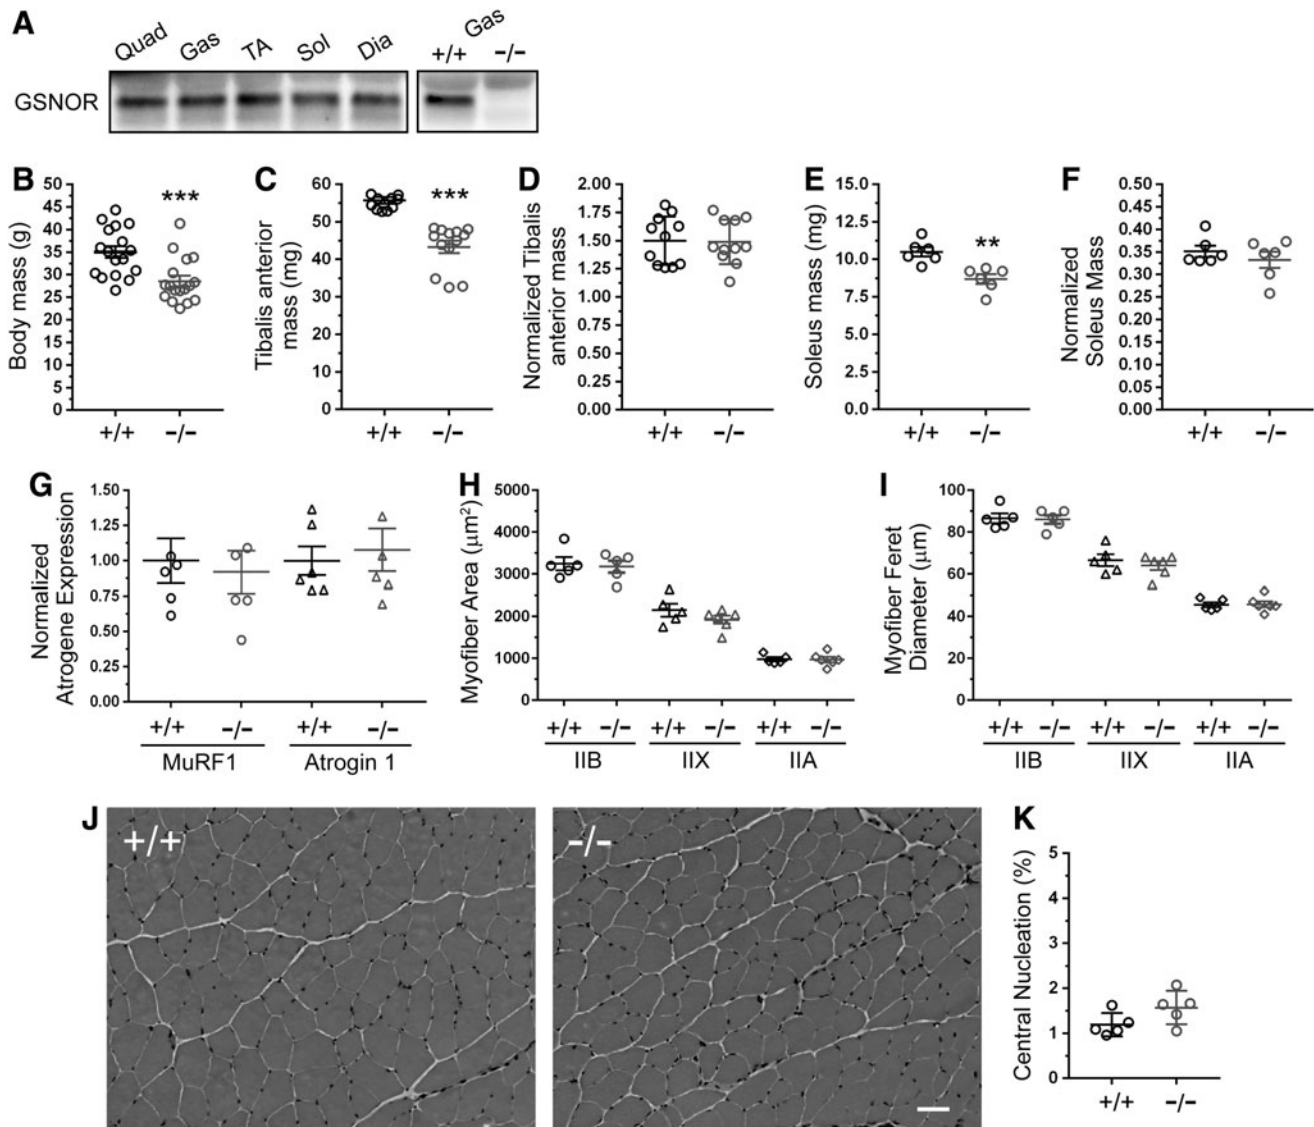 A
Quad Gas TA Sol Dia
Gas
+/+ −/−
GSNOR
B
Body mass (g)
50
45
40
35
30
25
20
15
10
5
0
***
+/+ −/−
C
Tibalis anterior
mass (mg)
60
50
40
30
20
10
0
***
+/+ −/−
D
Normalized Tibalis
anterior mass
2.00
1.75
1.50
1.25
1.00
0.75
0.50
0.25
0.00
+/+ −/−
E
Soleus mass (mg)
15.0
12.5
10.0
7.5
5.0
2.5
0.0
**
+/+ −/−
F
Normalized
Soleus Mass
0.50
0.45
0.40
0.35
0.30
0.25
0.20
0.15
0.10
0.05
0.00
+/+ −/−
G
Normalized
Atrogene Expression
1.50
1.25
1.00
0.75
0.50
0.25
0.00
+/+ −/− +/+ −/−
MuRF1 Atrogin 1
H
Myofiber Area (μm²)
5000
4000
3000
2000
1000
0
+/+ −/− +/+ −/− +/+ −/−
IIB IIX IIA
I
Myofiber Feret
Diameter (μm)
100
80
60
40
20
0
+/+ −/− +/+ −/− +/+ −/−
IIB IIX IIA
J
+/+
−/−
K
Central Nucleation (%)
5
4
3
2
1
0
+/+ −/−